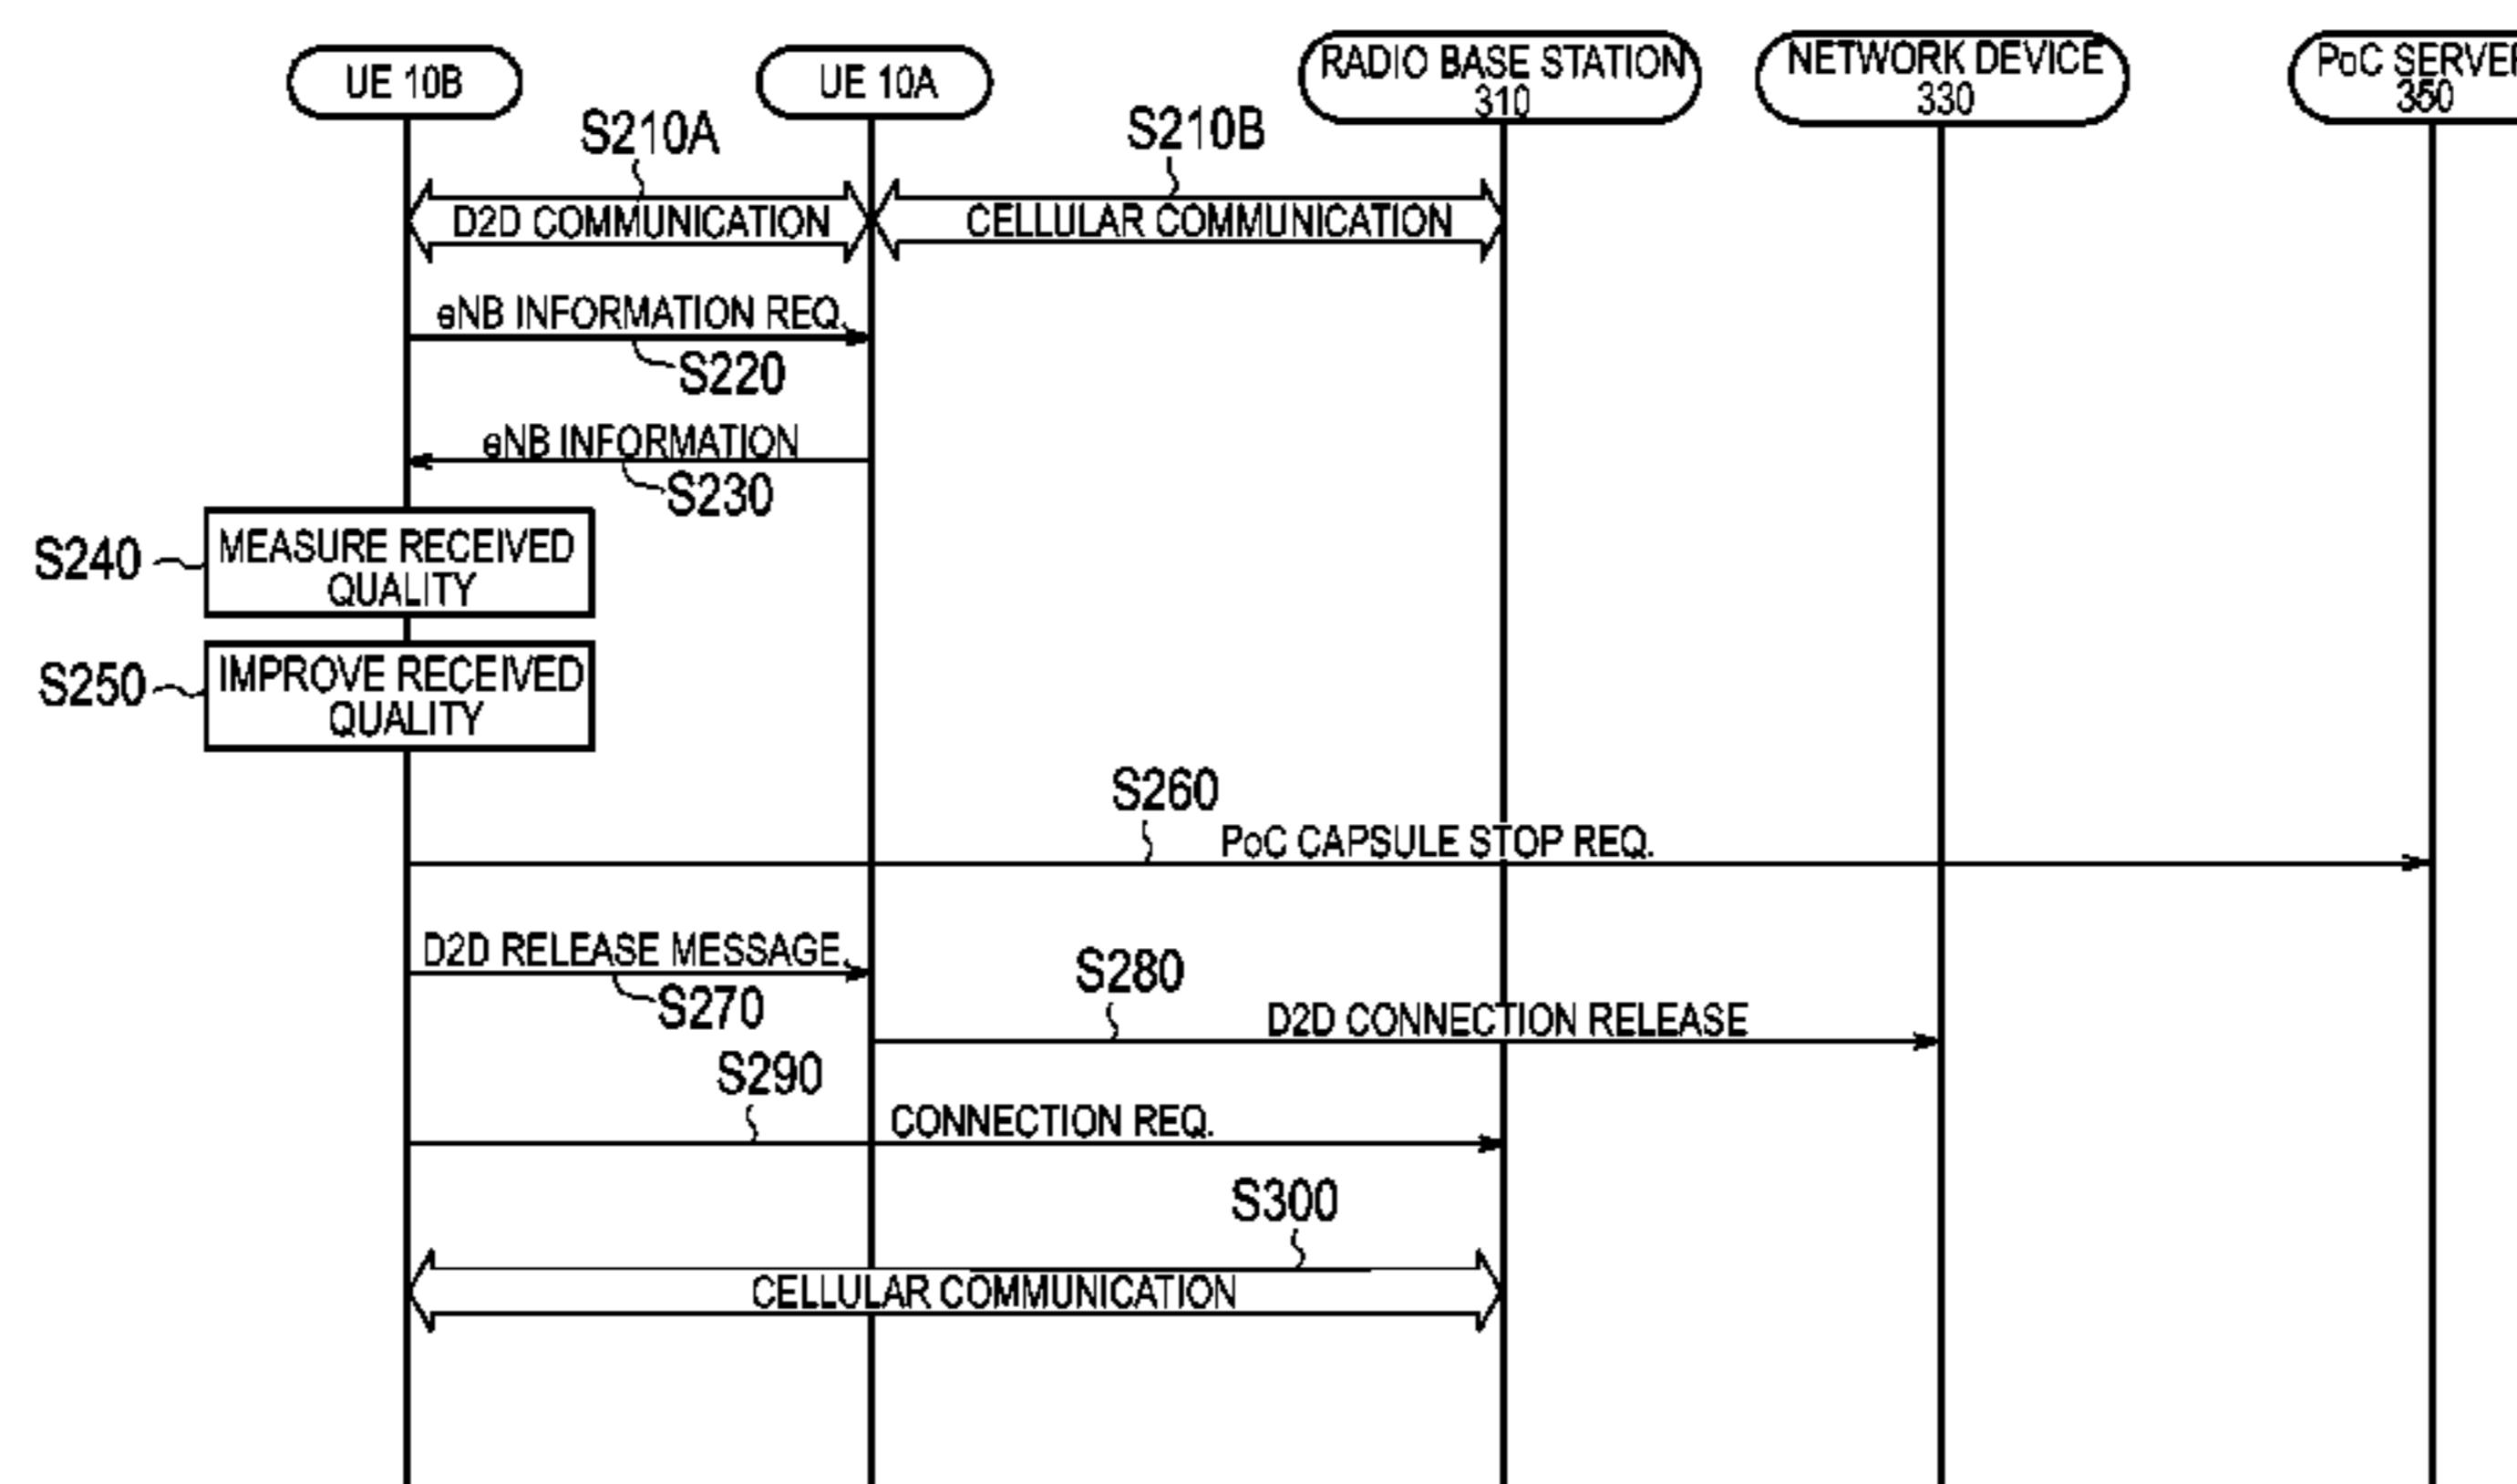 UE 10B
UE 10A
RADIO BASE STATION
310
NETWORK DEVICE
330
PoC SERVER
350
S210A
S210B
D2D COMMUNICATION
CELLULAR COMMUNICATION
eNB INFORMATION REQ.
S220
eNB INFORMATION
S230
S240
MEASURE RECEIVED
QUALITY
S250
IMPROVE RECEIVED
QUALITY
S260
PoC CAPSULE STOP REQ.
D2D RELEASE MESSAGE.
S270
S280
D2D CONNECTION RELEASE
S290
CONNECTION REQ.
S300
CELLULAR COMMUNICATION